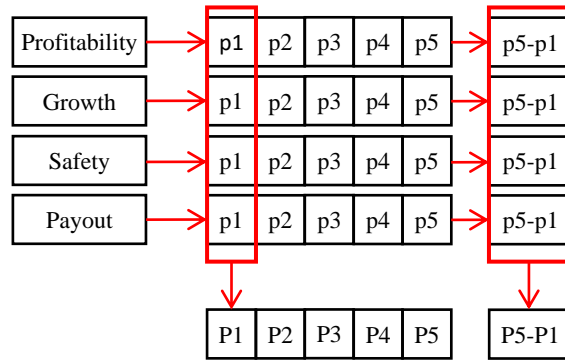 Profitability p1 p2 p3 p4 p5 p5-p1
Growth p1 p2 p3 p4 p5 p5-p1
Safety p1 p2 p3 p4 p5 p5-p1
Payout p1 p2 p3 p4 p5 p5-p1
P1 P2 P3 P4 P5 P5-P1